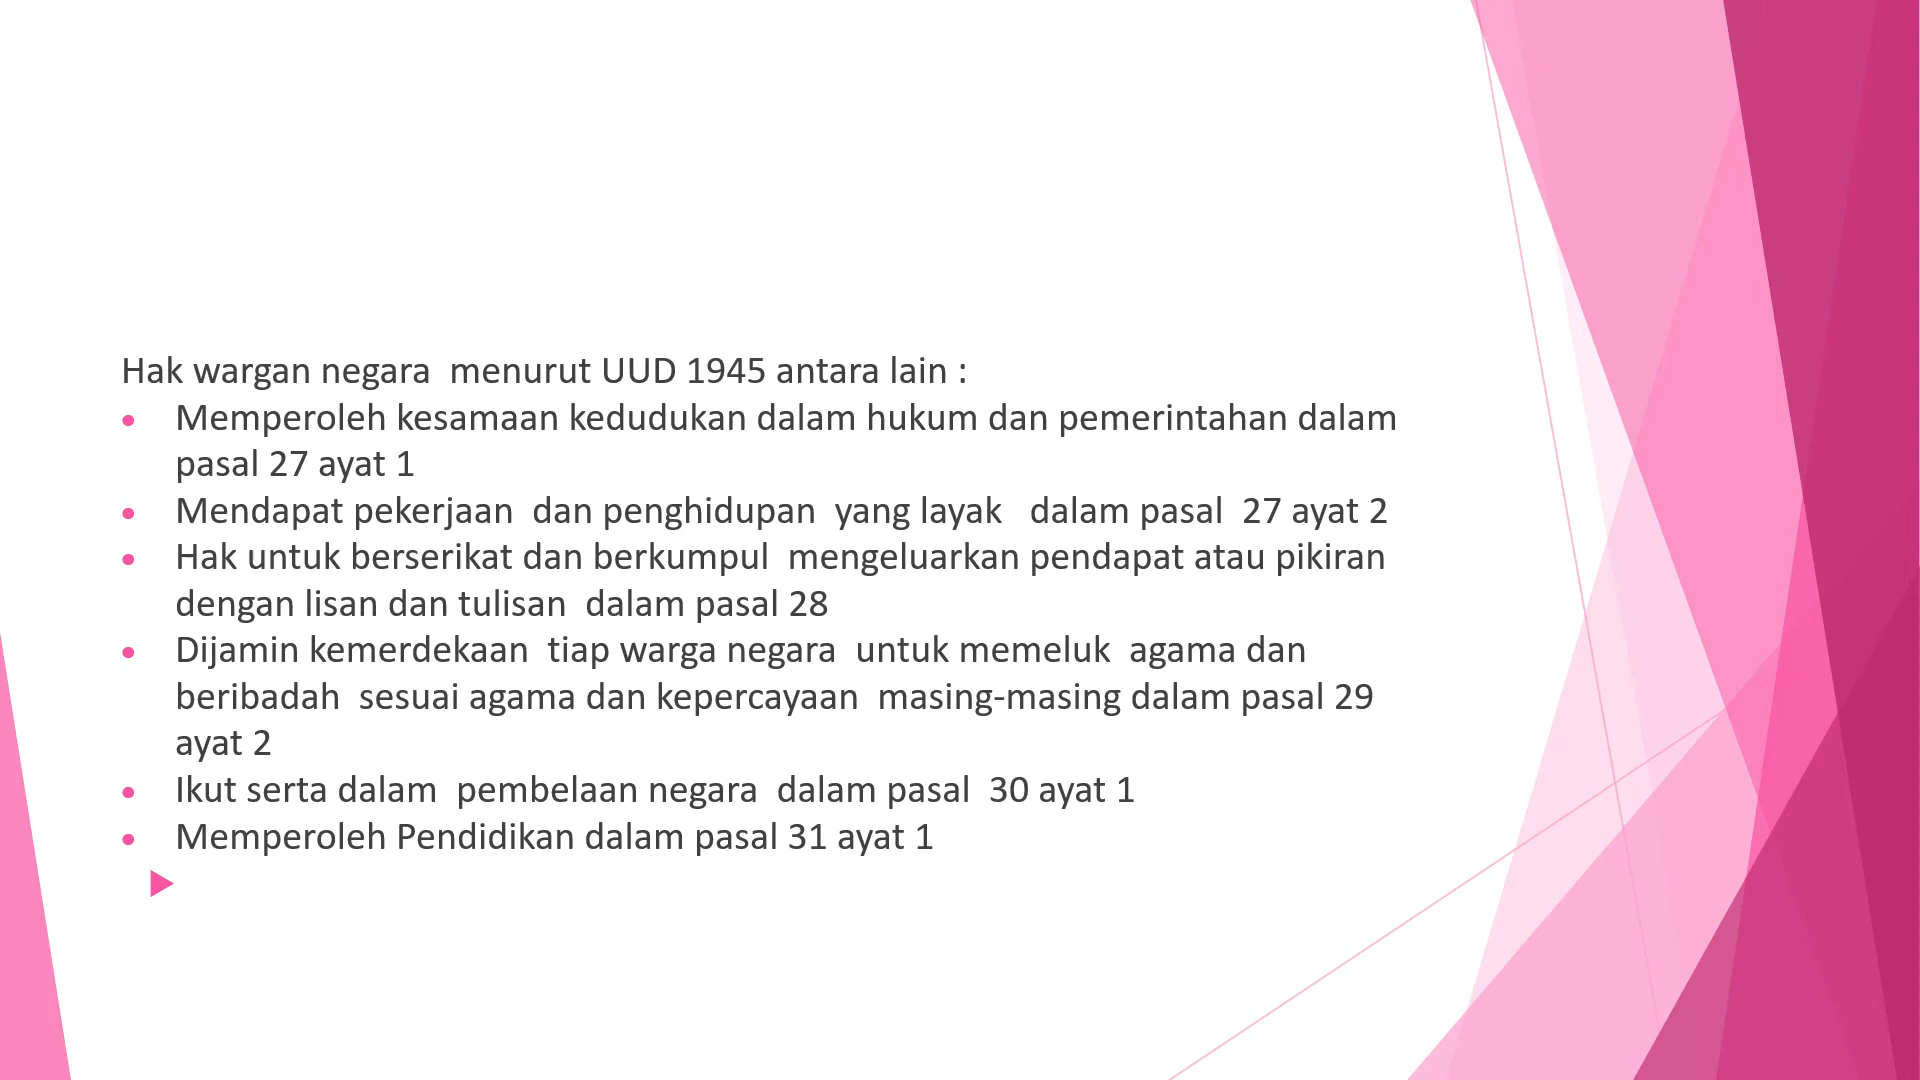 Hak wargan negara  menurut UUD 1945 antara lain :
• Memperoleh kesamaan kedudukan dalam hukum dan pemerintahan dalam
pasal 27 ayat 1
• Mendapat pekerjaan  dan penghidupan  yang layak   dalam pasal  27 ayat 2
• Hak untuk berserikat dan berkumpul  mengeluarkan pendapat atau pikiran
dengan lisan dan tulisan  dalam pasal 28
• Dijamin kemerdekaan  tiap warga negara  untuk memeluk  agama dan
beribadah  sesuai agama dan kepercayaan  masing-masing dalam pasal 29
ayat 2
• Ikut serta dalam  pembelaan negara  dalam pasal  30 ayat 1
• Memperoleh Pendidikan dalam pasal 31 ayat 1